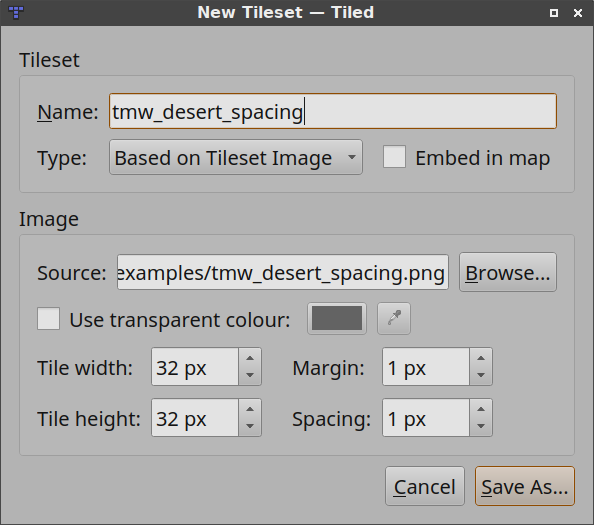 New Tileset — Tiled
Tileset
Name: tmw_desert_spacing
Type: Based on Tileset Image Embed in map
Image
Source: examples/tmw_desert_spacing.png Browse...
Use transparent colour:
Tile width: 32 px Margin: 1 px
Tile height: 32 px Spacing: 1 px
Cancel Save As...